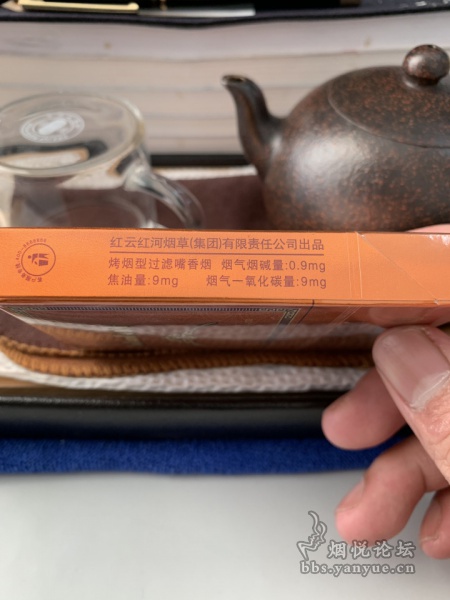 红云红河烟草(集团)有限责任公司出品
烤烟型过滤嘴香烟 烟气烟碱量:0.9mg
焦油量:9mg 烟气一氧化碳量:9mg
烟悦论坛
bbs.yanyue.cn